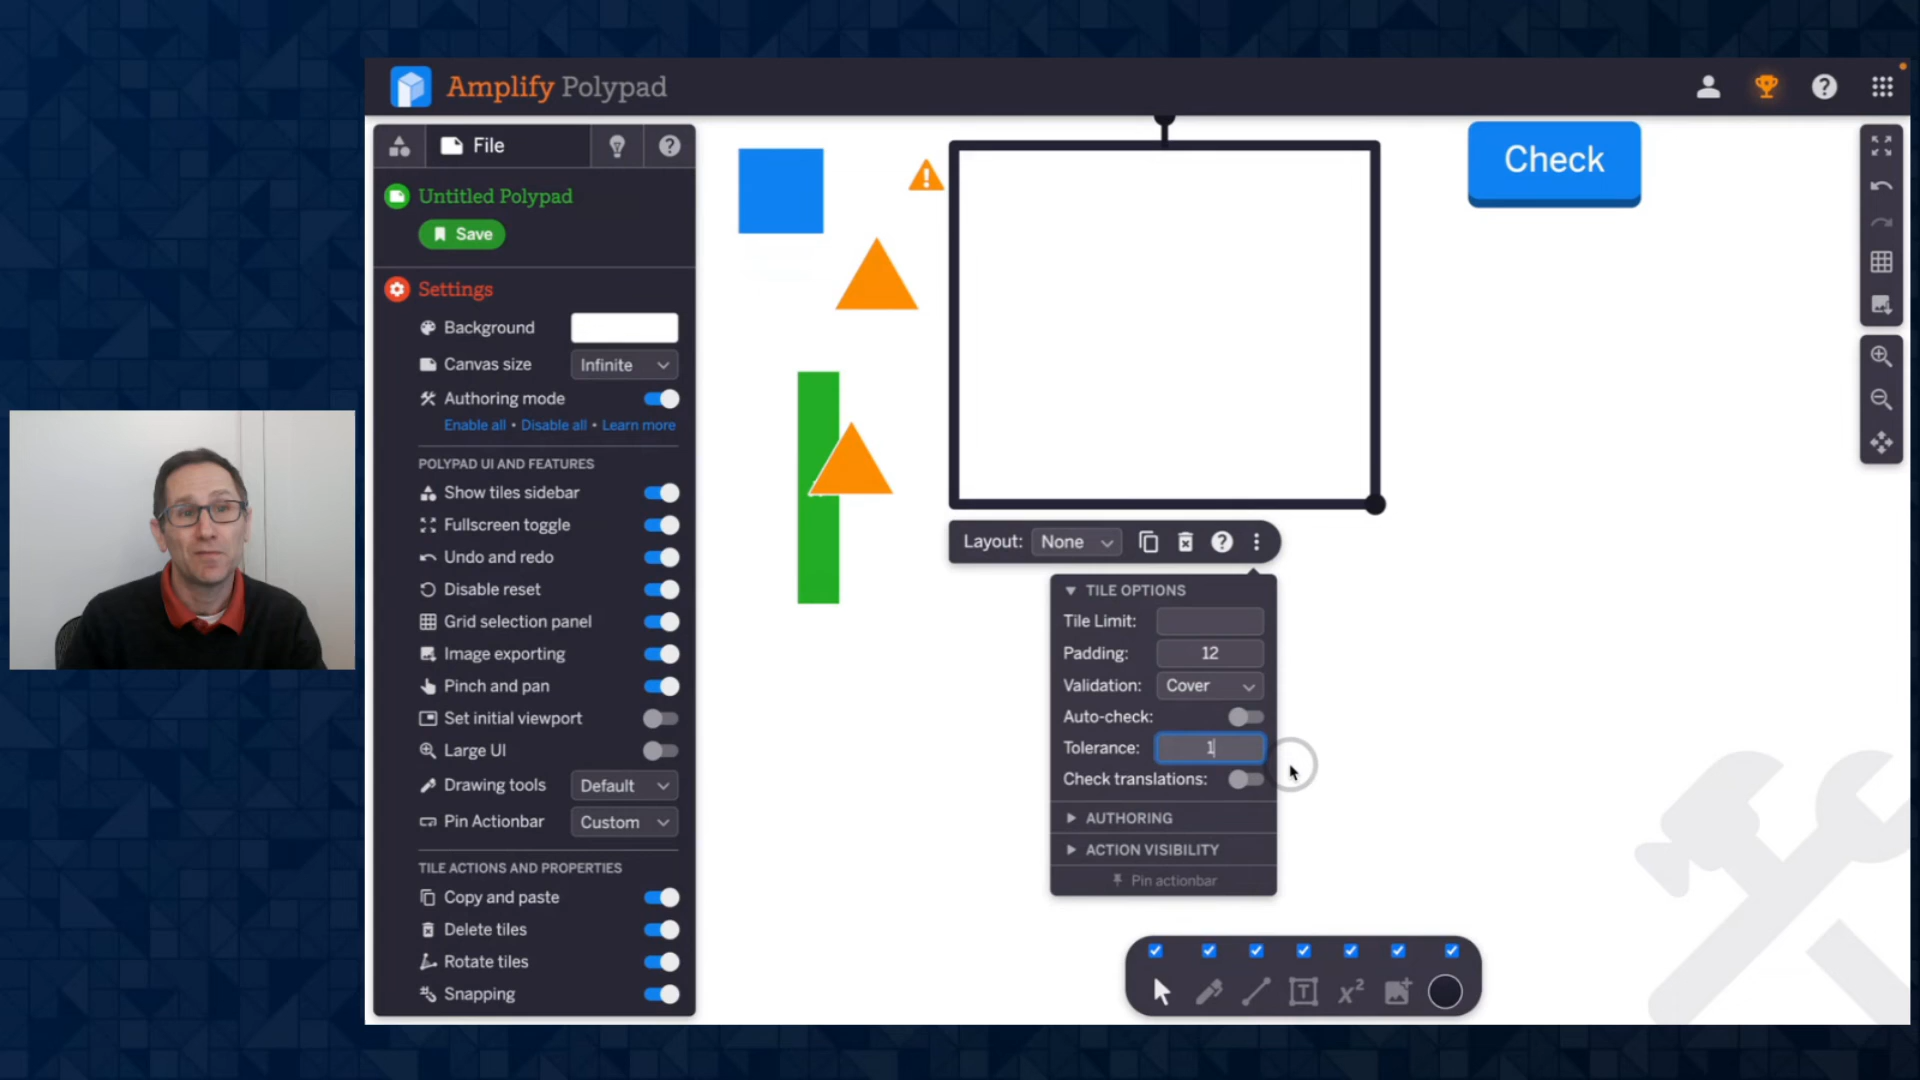 Amplify Polypad
File
Check
Untitled Polypad
Save
Settings
Background
Canvas size Infinite
Authoring mode
Enable all • Disable all • Learn more
POLYPAD UI AND FEATURES
Show tiles sidebar
Fullscreen toggle
Undo and redo
Disable reset
Grid selection panel
Image exporting
Pinch and pan
Set initial viewport
Large UI
Drawing tools Default
Pin Actionbar Custom
TILE ACTIONS AND PROPERTIES
Copy and paste
Delete tiles
Rotate tiles
Snapping
Layout: None
TILE OPTIONS
Tile Limit:
Padding: 12
Validation: Cover
Auto-check:
Tolerance: 1
Check translations:
AUTHORING
ACTION VISIBILITY
Pin actionbar
T
x²